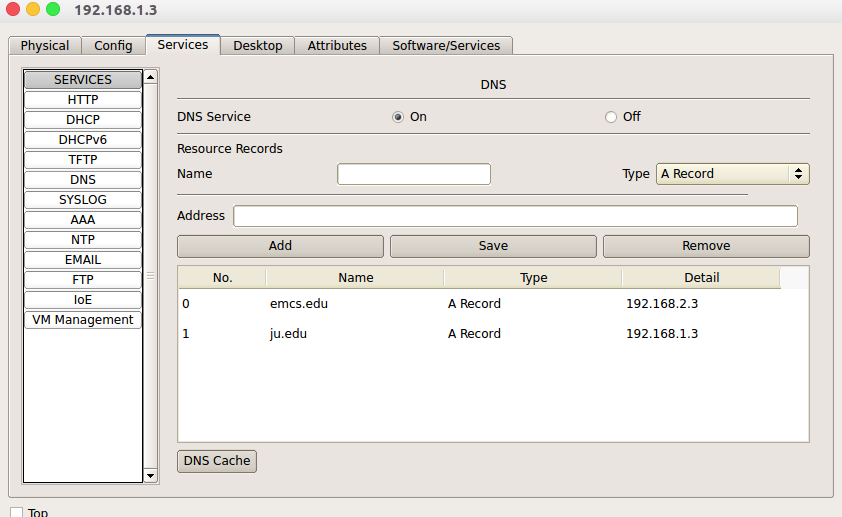 192.168.1.3
Physical Config Services Desktop Attributes Software/Services
SERVICES
HTTP
DHCP
DHCPv6
TFTP
DNS
SYSLOG
AAA
NTP
EMAIL
FTP
IoE
VM Management
DNS
DNS Service On Off
Resource Records
Name Type A Record
Address
Add Save Remove
No. Name Type Detail
0 emcs.edu A Record 192.168.2.3
1 ju.edu A Record 192.168.1.3
DNS Cache
Top